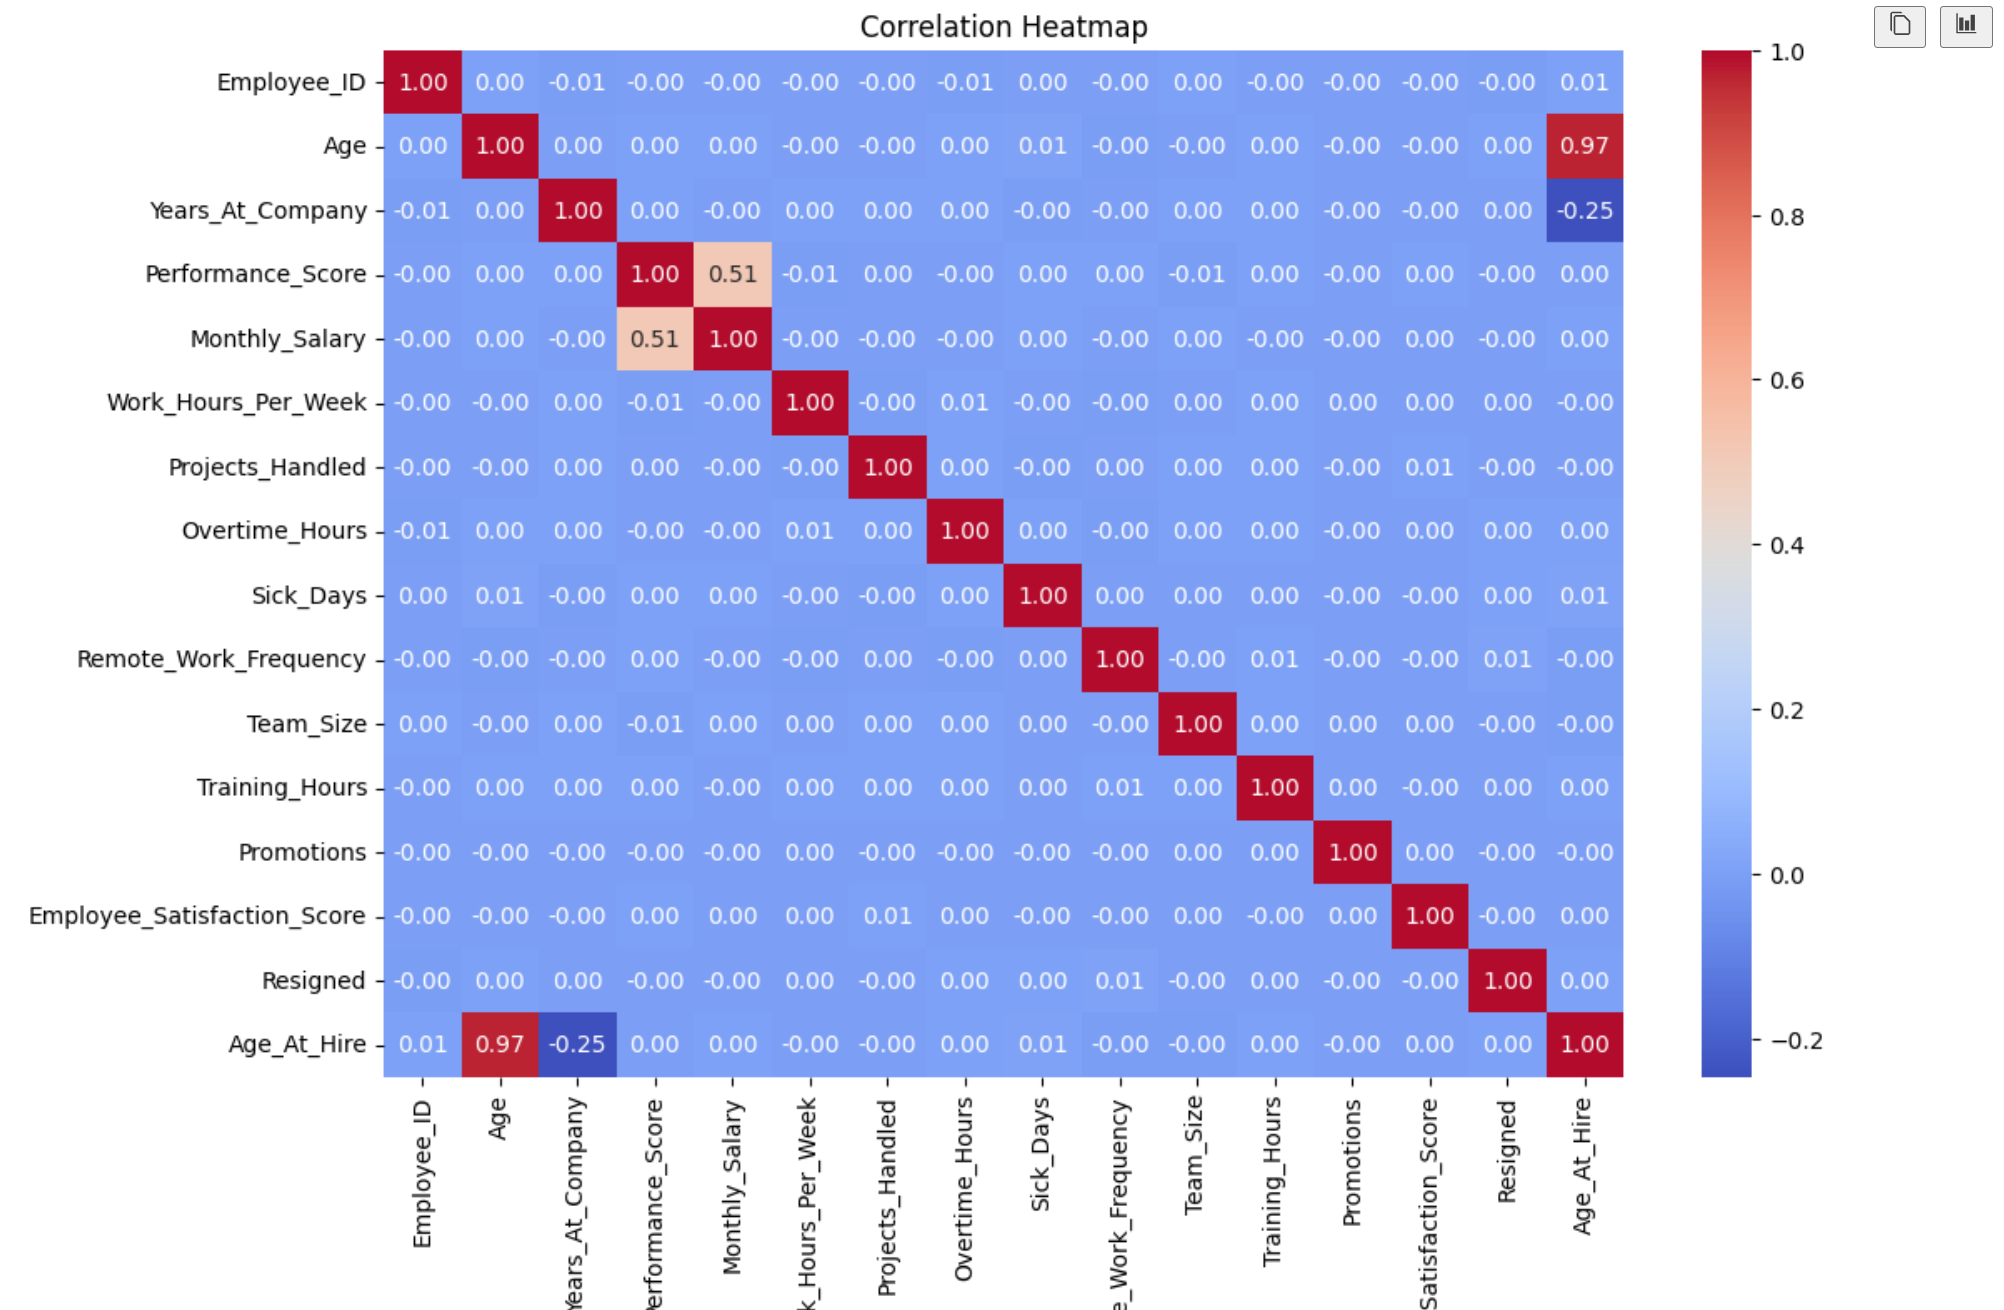 Correlation Heatmap
Employee_ID 1.00 0.00 -0.01 -0.00 -0.00 -0.00 -0.00 -0.01 0.00 -0.00 0.00 -0.00 -0.00 -0.00 -0.00 0.01
Age 0.00 1.00 0.00 0.00 0.00 -0.00 -0.00 0.00 0.01 -0.00 -0.00 0.00 -0.00 -0.00 0.00 0.97
Years_At_Company -0.01 0.00 1.00 0.00 -0.00 0.00 0.00 0.00 -0.00 -0.00 0.00 0.00 -0.00 -0.00 0.00 -0.25
Performance_Score -0.00 0.00 0.00 1.00 0.51 -0.01 0.00 -0.00 0.00 0.00 -0.01 0.00 -0.00 0.00 -0.00 0.00
Monthly_Salary -0.00 0.00 -0.00 0.51 1.00 -0.00 -0.00 -0.00 0.00 -0.00 0.00 -0.00 -0.00 0.00 -0.00 0.00
Work_Hours_Per_Week -0.00 -0.00 0.00 -0.01 -0.00 1.00 -0.00 0.01 -0.00 -0.00 0.00 0.00 0.00 0.00 0.00 -0.00
Projects_Handled -0.00 -0.00 0.00 0.00 -0.00 -0.00 1.00 0.00 -0.00 0.00 0.00 0.00 -0.00 0.01 -0.00 -0.00
Overtime_Hours -0.01 0.00 0.00 -0.00 -0.00 0.01 0.00 1.00 0.00 -0.00 0.00 0.00 -0.00 0.00 0.00 0.00
Sick_Days 0.00 0.01 -0.00 0.00 0.00 -0.00 -0.00 0.00 1.00 0.00 0.00 0.00 -0.00 -0.00 0.00 0.01
Remote_Work_Frequency -0.00 -0.00 -0.00 0.00 -0.00 -0.00 0.00 -0.00 0.00 1.00 -0.00 0.01 -0.00 -0.00 0.01 -0.00
Team_Size 0.00 -0.00 0.00 -0.01 0.00 0.00 0.00 0.00 0.00 -0.00 1.00 0.00 0.00 0.00 -0.00 -0.00
Training_Hours -0.00 0.00 0.00 0.00 -0.00 0.00 0.00 0.00 0.00 0.01 0.00 1.00 0.00 -0.00 0.00 0.00
Promotions -0.00 -0.00 -0.00 -0.00 -0.00 0.00 -0.00 -0.00 -0.00 -0.00 0.00 0.00 1.00 0.00 -0.00 -0.00
Employee_Satisfaction_Score -0.00 -0.00 -0.00 0.00 0.00 0.00 0.01 0.00 -0.00 -0.00 0.00 -0.00 0.00 1.00 -0.00 0.00
Resigned -0.00 0.00 0.00 -0.00 -0.00 0.00 -0.00 0.00 0.00 0.01 -0.00 0.00 -0.00 -0.00 1.00 0.00
Age_At_Hire 0.01 0.97 -0.25 0.00 0.00 -0.00 -0.00 0.00 0.01 -0.00 -0.00 0.00 -0.00 0.00 0.00 1.00
Employee_ID
Age
Years_At_Company
Performance_Score
Monthly_Salary
k_Hours_Per_Week
Projects_Handled
Overtime_Hours
Sick_Days
e_Work_Frequency
Team_Size
Training_Hours
Promotions
Satisfaction_Score
Resigned
Age_At_Hire
1.0
0.8
0.6
0.4
0.2
0.0
−0.2